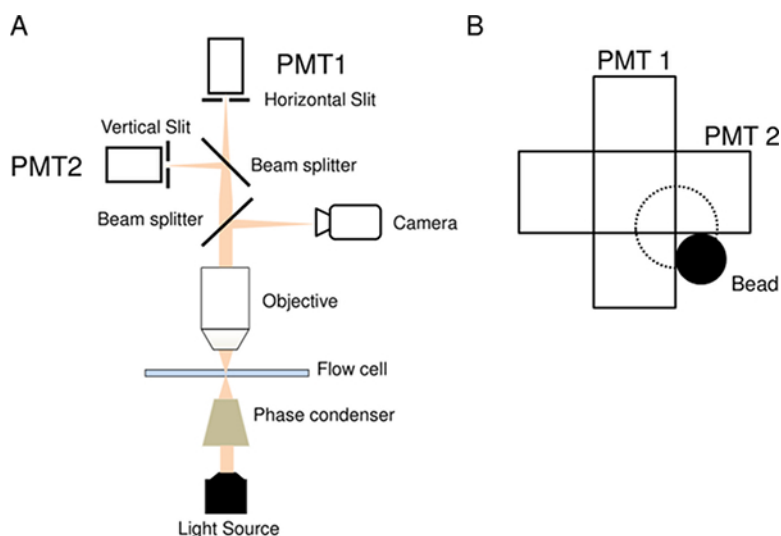 A
PMT1
Horizontal Slit
Vertical Slit
PMT2
Beam splitter
Beam splitter
Camera
Objective
Flow cell
Phase condenser
Light Source
B
PMT 1
PMT 2
Bead